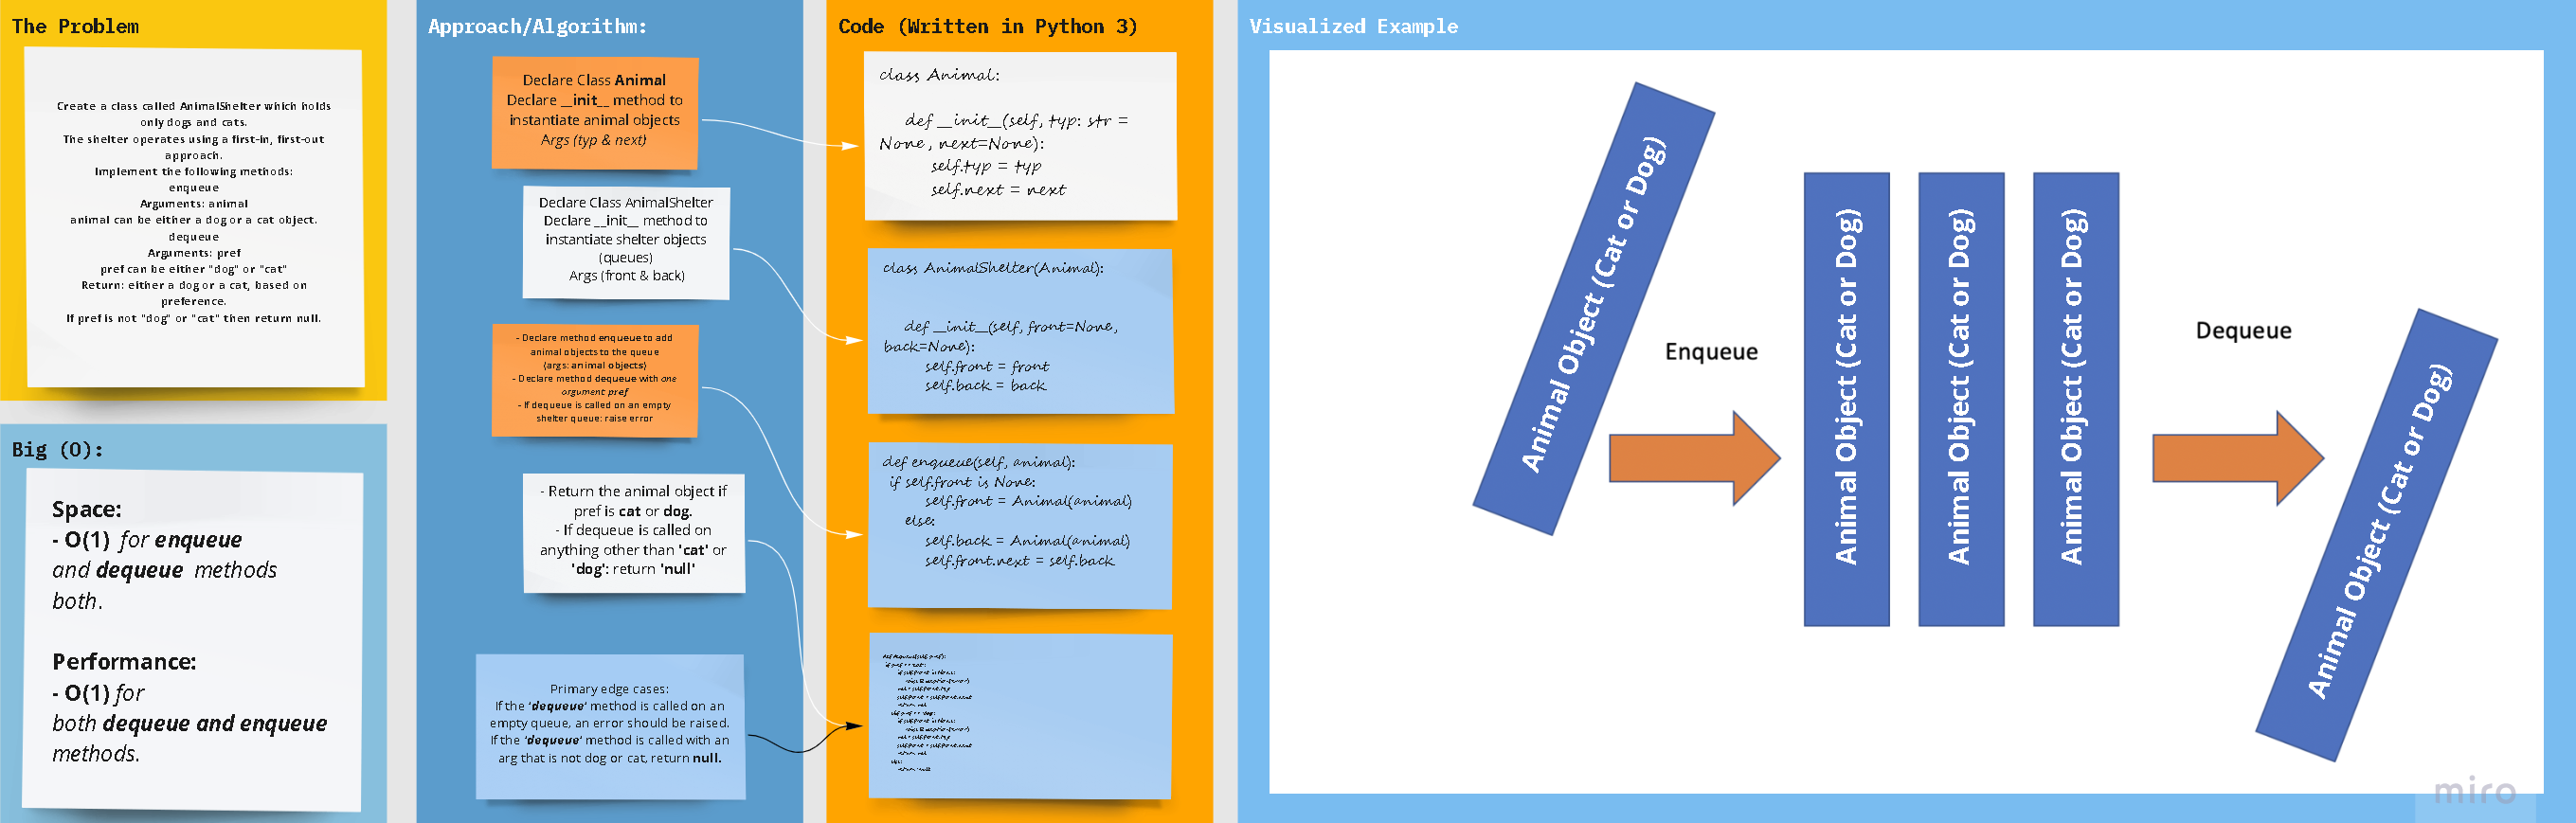 The Problem
Create a class called AnimalShelter which holds
only dogs and cats.
The shelter operates using a first-in, first-out
approach.
Implement the following methods:
enqueue
Arguments: animal
animal can be either a dog or a cat object.
dequeue
Arguments: pref
pref can be either "dog" or "cat"
Return: either a dog or a cat, based on
preference.
If pref is not "dog" or "cat" then return null.
Big (O):
Space:
- O(1) for enqueue
and dequeue methods
both.
Performance:
- O(1) for
both dequeue and enqueue
methods.
Approach/Algorithm:
Declare Class Animal
Declare __init__ method to
instantiate animal objects
Args (typ & next)
Declare Class AnimalShelter
Declare __init__ method to
instantiate shelter objects
(queues)
Args (front & back)
- Declare method enqueue to add
animal objects to the queue
(args: animal objects)
- Declare method dequeue with one
argument pref
- If dequeue is called on an empty
shelter queue: raise error
- Return the animal object if
pref is cat or dog.
- If dequeue is called on
anything other than 'cat' or
'dog': return 'null'
Primary edge cases:
If the 'dequeue' method is called on an
empty queue, an error should be raised.
If the 'dequeue' method is called with an
arg that is not dog or cat, return null.
Code (Written in Python 3)
class Animal:
def __init__(self, typ: str =
None, next=None):
self.typ = typ
self.next = next
class AnimalShelter(Animal):
def __init__(self, front=None,
back=None):
self.front = front
self.back = back
def enqueue(self, animal):
if self.front is None:
self.front = Animal(animal)
else:
self.back = Animal(animal)
self.front.next = self.back
Visualized Example
Animal Object (Cat or Dog)
Enqueue
Animal Object (Cat or Dog)
Animal Object (Cat or Dog)
Animal Object (Cat or Dog)
Dequeue
Animal Object (Cat or Dog)
miro